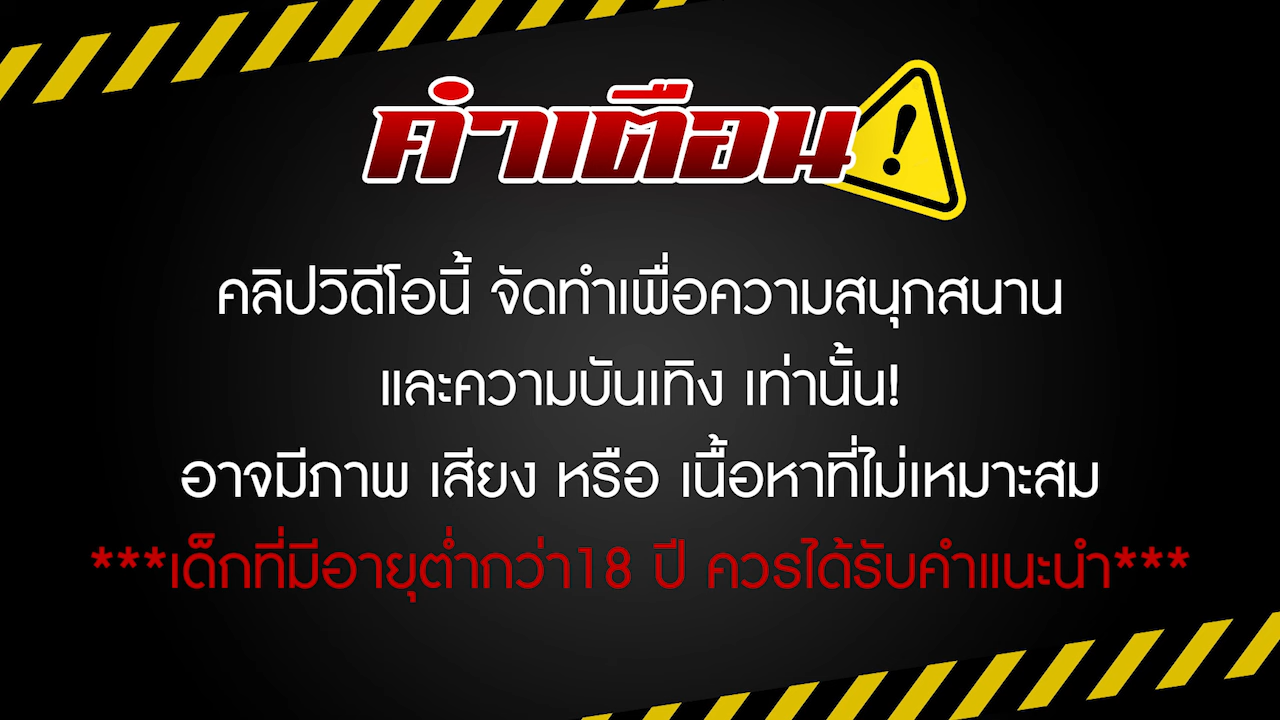 คำเตือน
คลิปวิดีโอนี้ จัดทำเพื่อความสนุกสนาน
และความบันเทิง เท่านั้น!
อาจมีภาพ เสียง หรือ เนื้อหาที่ไม่เหมาะสม
***เด็กที่มีอายุต่ำกว่า18 ปี ควรได้รับคำแนะนำ***